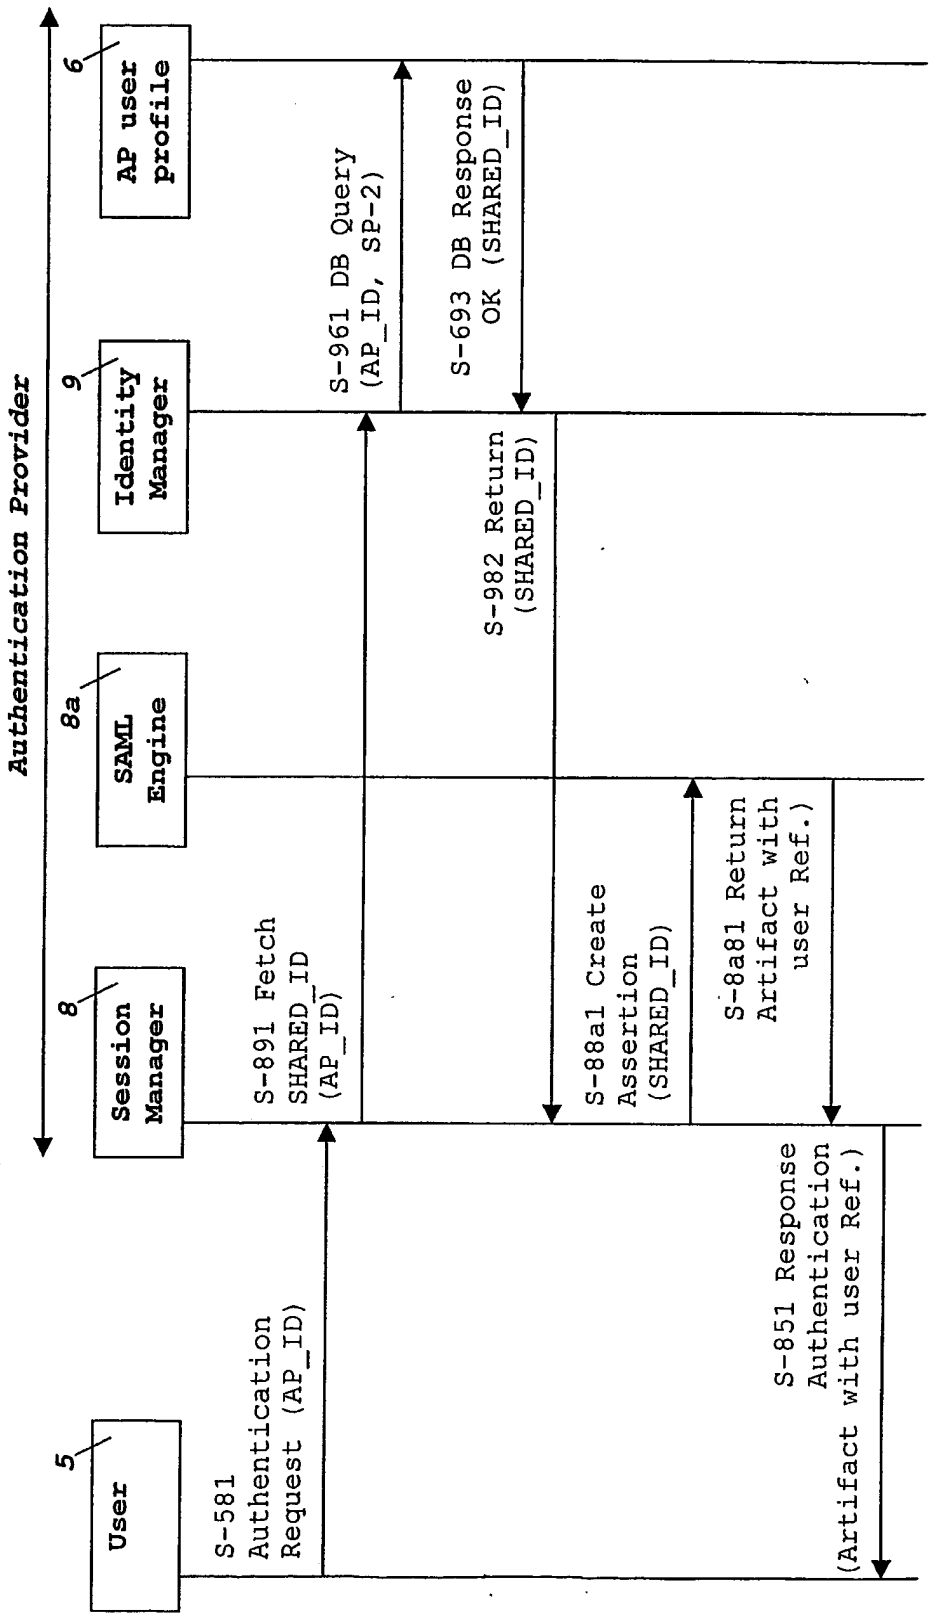 Authentication Provider
5
8
8a
9
6
User
Session
Manager
SAML
Engine
Identity
Manager
AP user
profile
S-581
Authentication
Request (AP_ID)
S-891 Fetch
SHARED_ID
(AP_ID)
S-961 DB Query
(AP_ID, SP-2)
S-693 DB Response
OK (SHARED_ID)
S-982 Return
(SHARED_ID)
S-88a1 Create
Assertion
(SHARED_ID)
S-8a81 Return
Artifact with
user Ref.)
S-851 Response
Authentication
(Artifact with user Ref.)